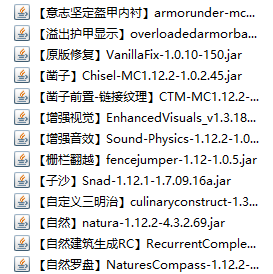 【意志坚定盔甲内衬】armorunder-mc...
【溢出护甲显示】overloadedarmorba...
【原版修复】VanillaFix-1.0.10-150.jar
【凿子】Chisel-MC1.12.2-1.0.2.45.jar
【凿子前置-链接纹理】CTM-MC1.12.2-...
【增强视觉】EnhancedVisuals_v1.3.18...
【增强音效】Sound-Physics-1.12.2-1.0...
【栅栏翻越】fencejumper-1.12-1.0.5.jar
【子沙】Snad-1.12.1-1.7.09.16a.jar
【自定义三明治】culinaryconstruct-1.3...
【自然】natura-1.12.2-4.3.2.69.jar
【自然建筑生成RC】RecurrentComple...
【自然罗盘】NaturesCompass-1.12.2-...